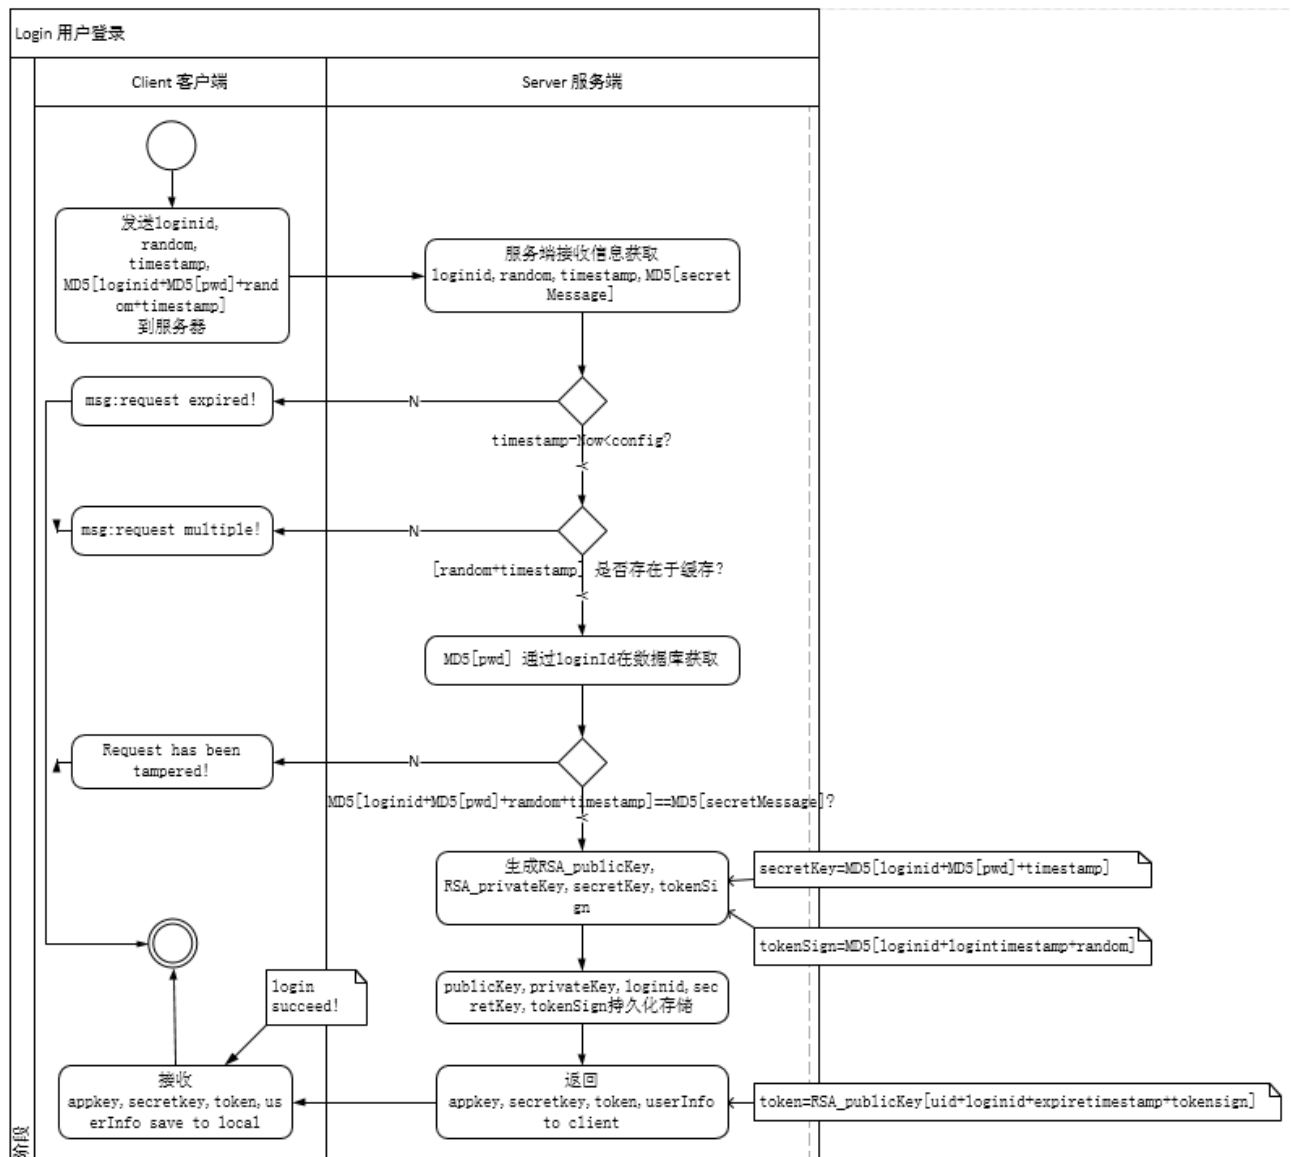 Login 用户登录
Client 客户端
Server 服务端
发送loginid,
random,
timestamp,
MD5[loginid+MD5[pwd]+rand
om+timestamp]
到服务器
服务端接收信息获取
loginid,random,timestamp,MD5[secret
Message]
msg:request expired!
N
timestamp-Now<config?
Y
msg:request multiple!
N
[random+timestamp] 是否存在于缓存?
Y
MD5[pwd] 通过loginId在数据库获取
Request has been
tampered!
N
MD5[loginid+MD5[pwd]+ramdom+timestamp]==MD5[secretMessage]?
Y
生成RSA_publicKey,
RSA_privateKey,secretKey,tokenSi
gn
secretKey=MD5[loginid+MD5[pwd]+timestamp]
tokenSign=MD5[loginid+logintimestamp+random]
login
succeed!
publicKey,privateKey,loginid,sec
retKey,tokenSign持久化存储
接收
appkey,secretkey,token,us
erInfo save to local
返回
appkey,secretkey,token,userInfo
to client
token=RSA_publicKey[uid+loginid+expiretimestamp+tokensign]
阶段